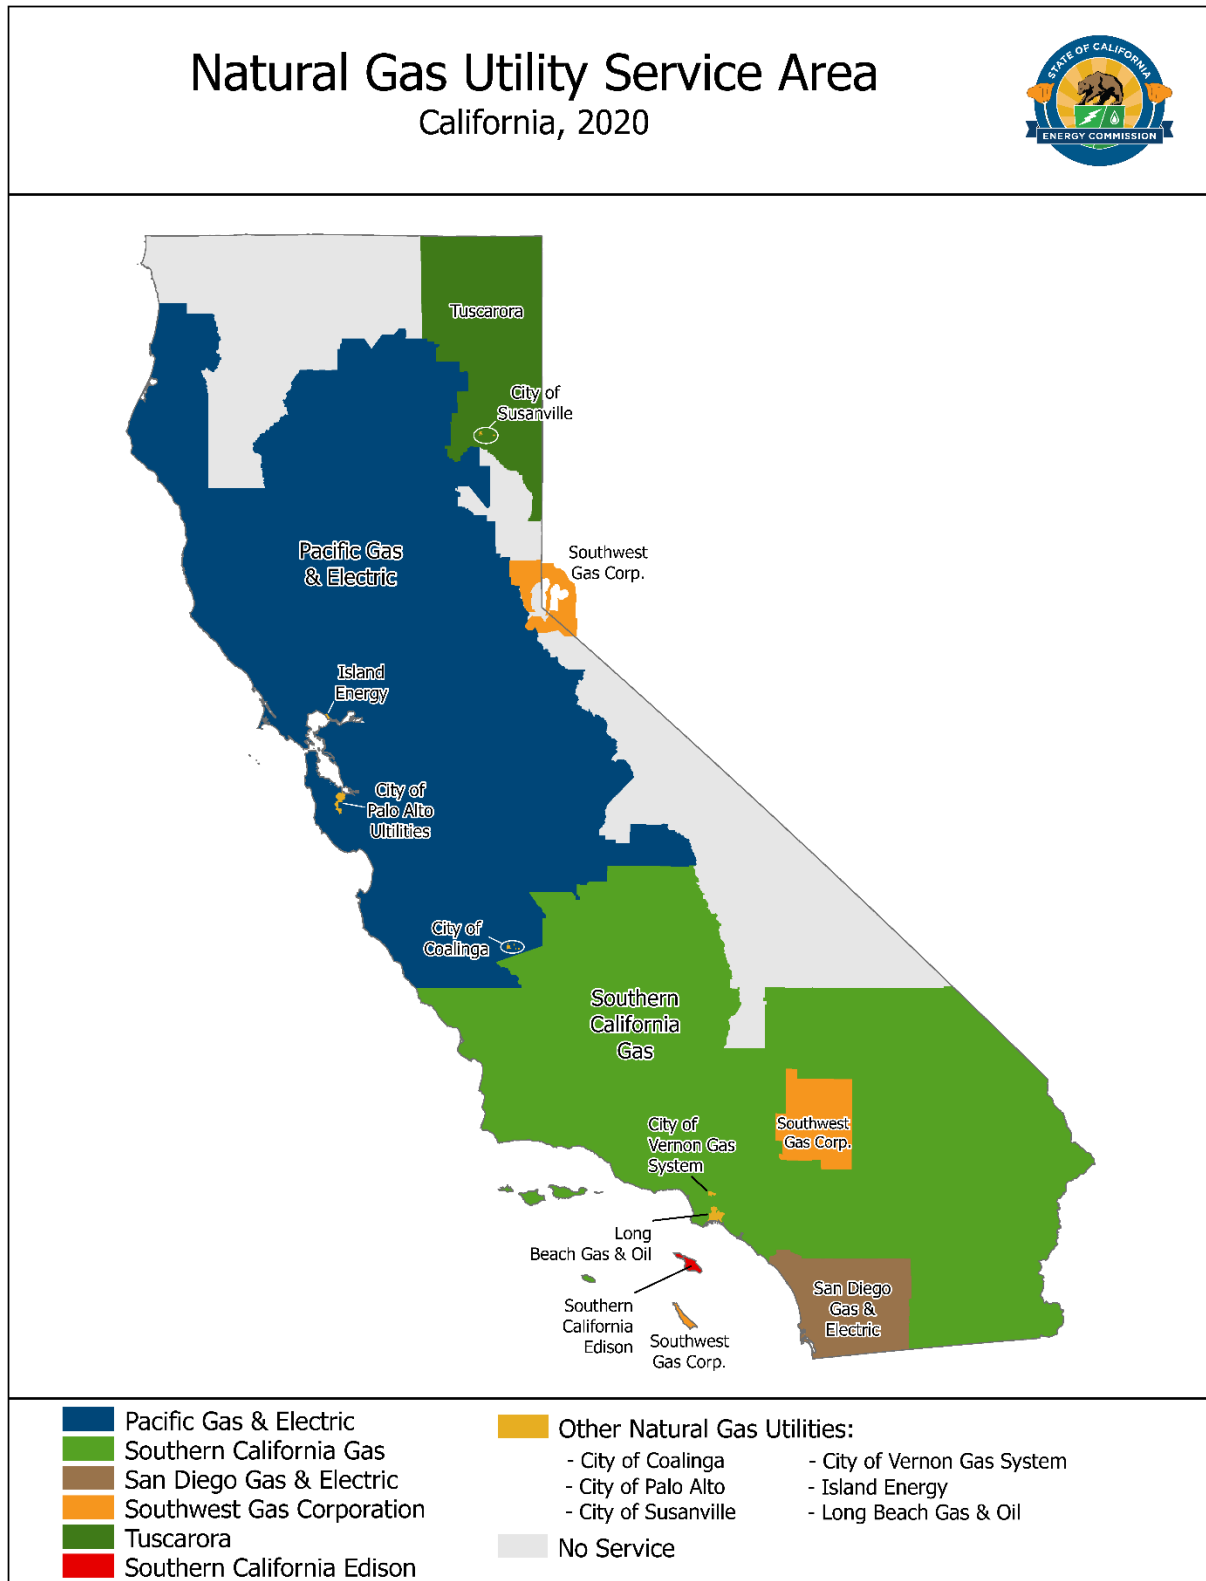 Natural Gas Utility Service Area
California, 2020
STATE OF CALIFORNIA
ENERGY COMMISSION
Tuscarora
City of
Susanville
Pacific Gas
& Electric
Southwest
Gas Corp.
Island
Energy
City of
Palo Alto
Ultilities
City of
Coalinga
Southern
California
Gas
City of
Vernon Gas
System
Southwest
Gas Corp.
Long
Beach Gas & Oil
Southern
California
Edison
Southwest
Gas Corp.
San Diego
Gas &
Electric
Pacific Gas & Electric
Southern California Gas
San Diego Gas & Electric
Southwest Gas Corporation
Tuscarora
Southern California Edison
Other Natural Gas Utilities:
- City of Coalinga
- City of Palo Alto
- City of Susanville
- City of Vernon Gas System
- Island Energy
- Long Beach Gas & Oil
No Service